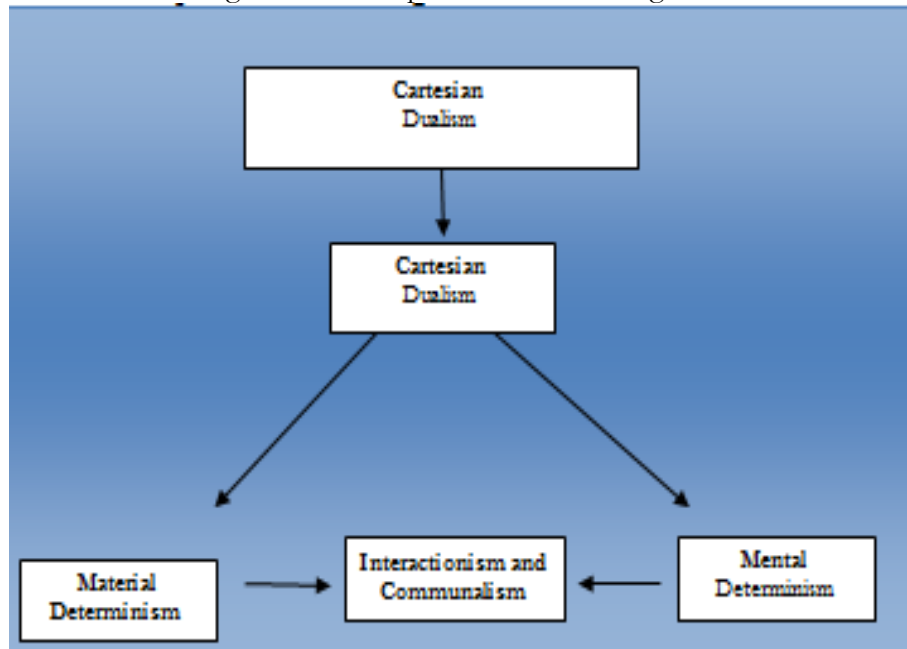 Cartesian
Dualism
Cartesian
Dualism
Material
Determinism
Interactionism and
Communalism
Mental
Determinism